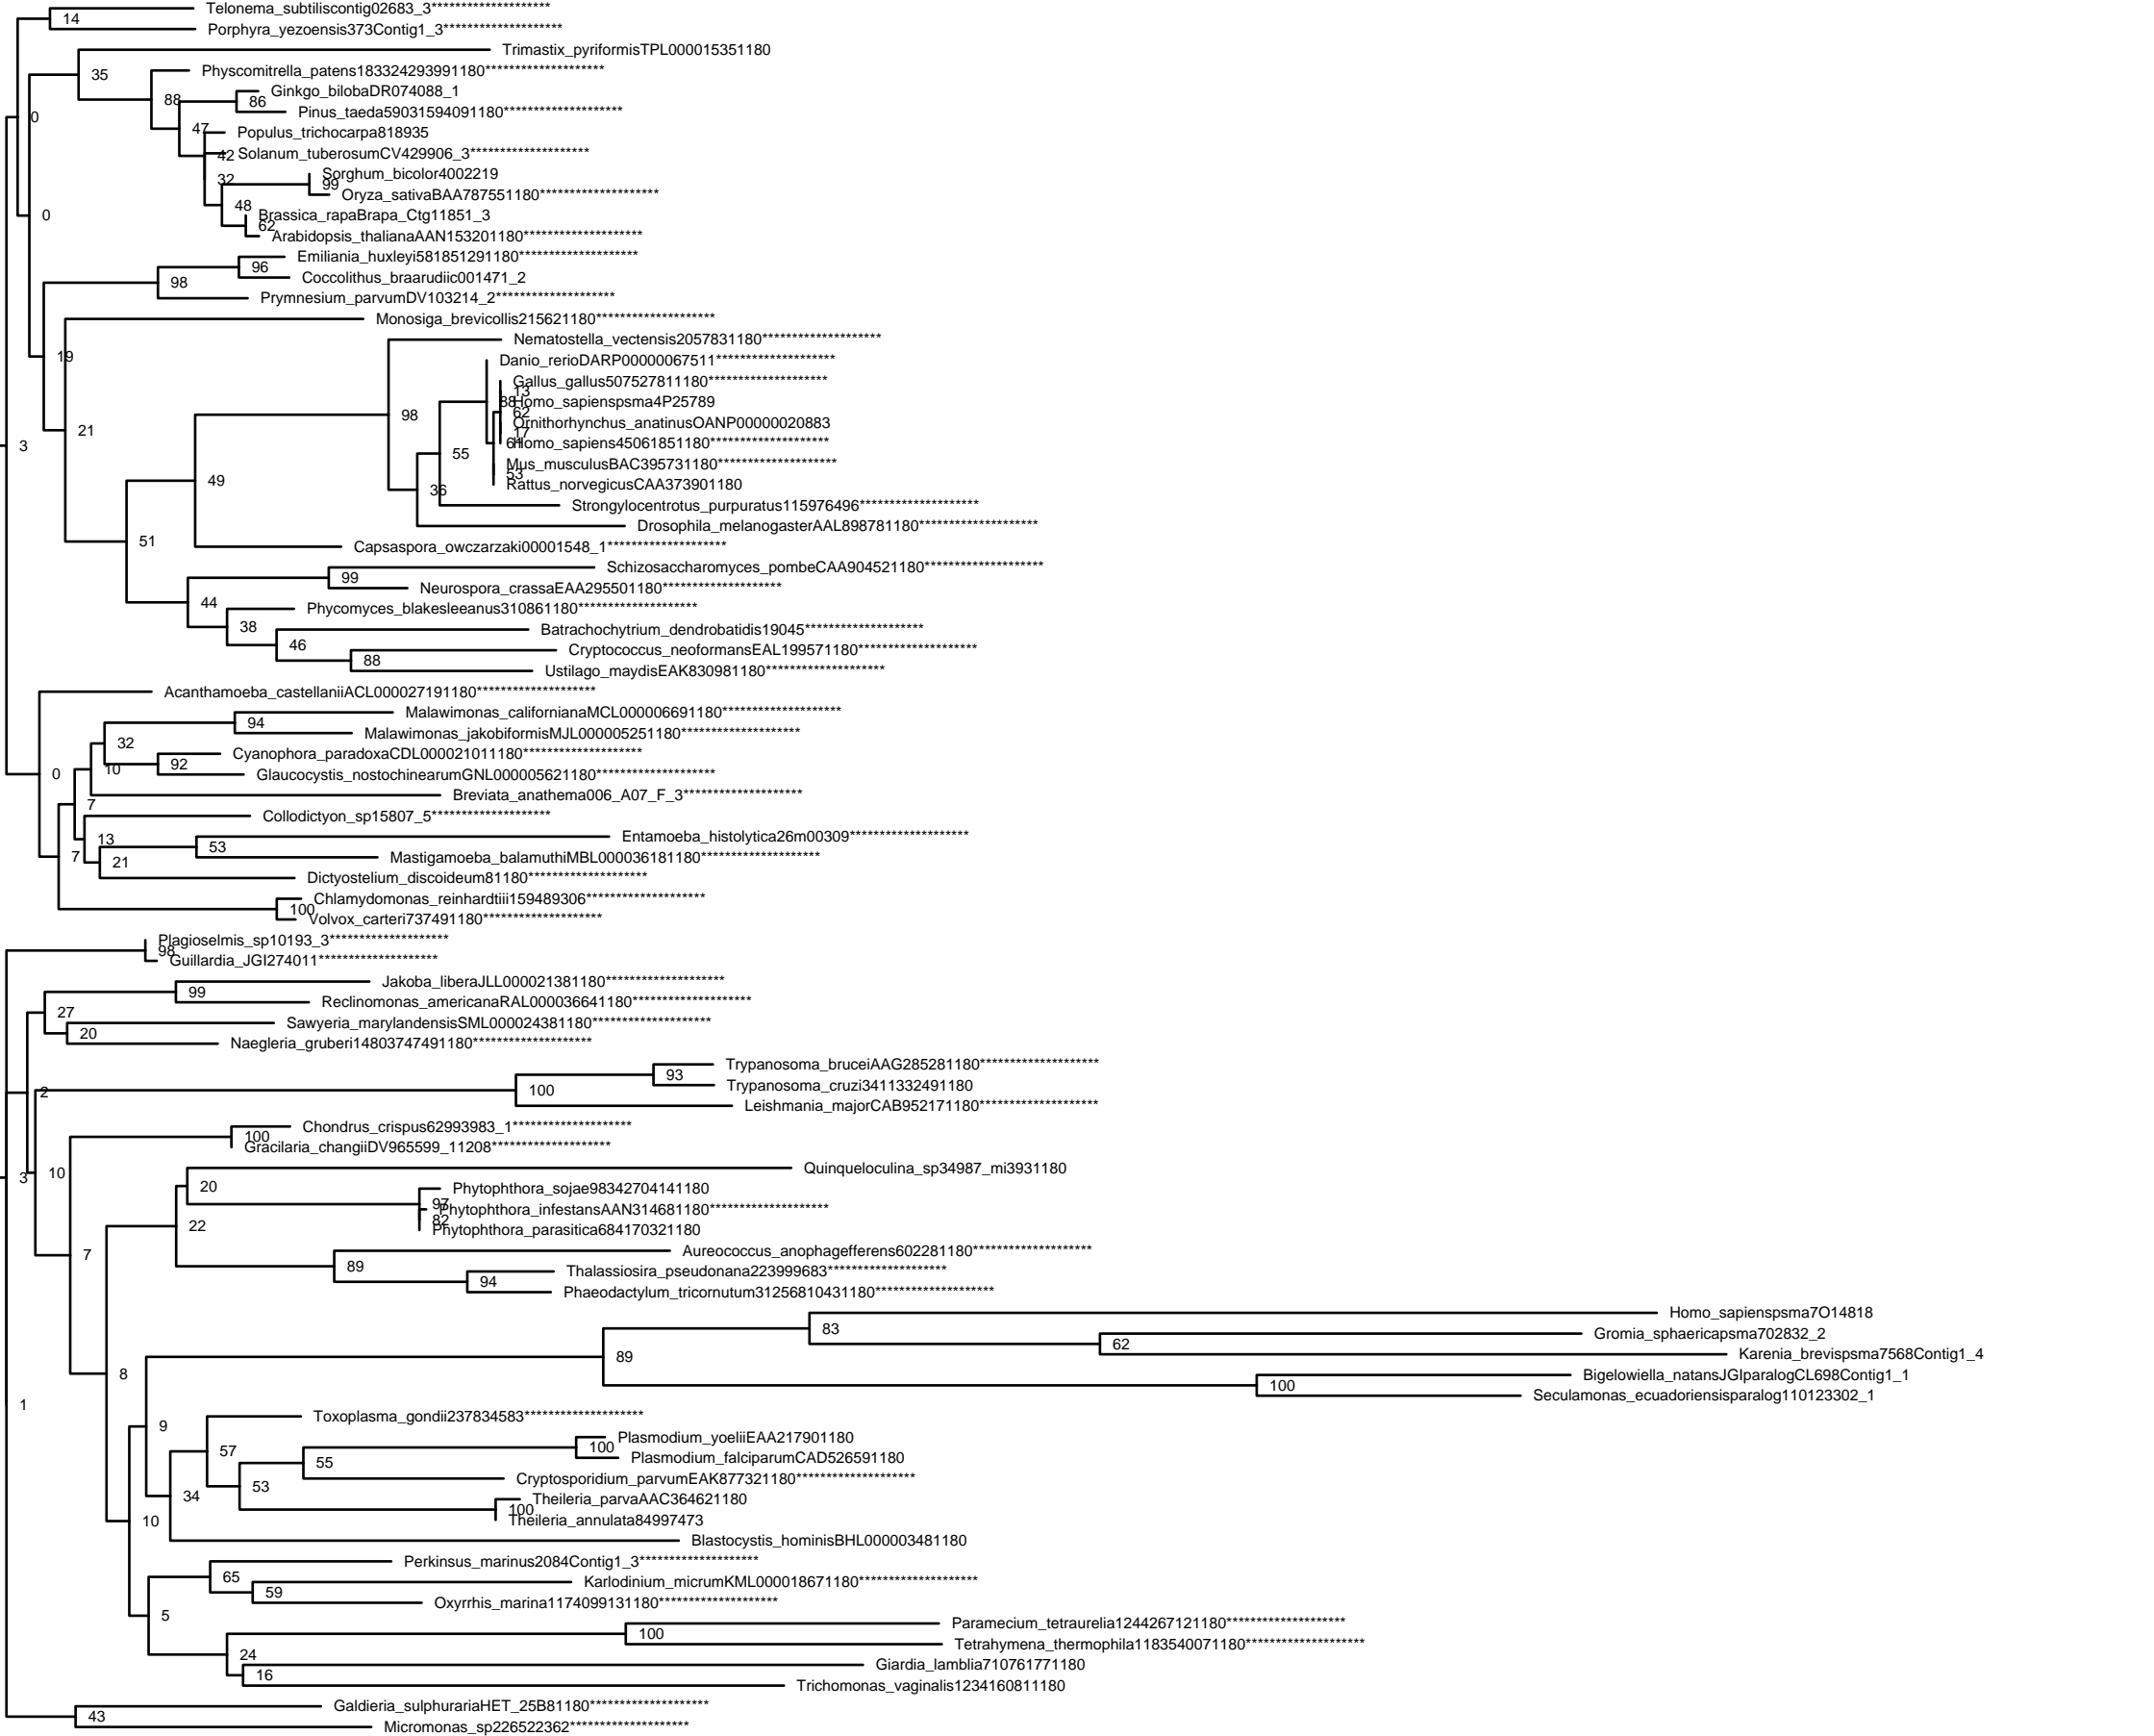 Telonema_subtiliscontig02683_3********************
14
Porphyra_yezoensis373Contig1_3********************
Trimastix_pyriformisTPL000015351180
35
Physcomitrella_patens183324293991180********************
Ginkgo_bilobaDR074088_1
88
86
Pinus_taeda59031594091180********************
0
47
Populus_trichocarpa818935
42
Solanum_tuberosumCV429906_3********************
Sorghum_bicolor4002219
32
99
Oryza_sativaBAA787551180********************
48
0
Brassica_rapaBrapa_Ctg11851_3
62
Arabidopsis_thalianaAAN153201180********************
Emiliania_huxleyi581851291180********************
96
Coccolithus_braarudiic001471_2
98
Prymnesium_parvumDV103214_2********************
Monosiga_brevicollis215621180********************
Nematostella_vectensis2057831180********************
19
Danio_rerioDARP00000067511********************
Gallus_gallus507527811180********************
13
88
Homo_sapienspsma4P25789
62
98
Ornithorhynchus_anatinusOANP00000020883
21
17
64
Homo_sapiens45061851180********************
3
55
Mus_musculusBAC395731180********************
53
49
Rattus_norvegicusCAA373901180
36
Strongylocentrotus_purpuratus115976496********************
Drosophila_melanogasterAAL898781180********************
51
Capsaspora_owczarzaki00001548_1********************
Schizosaccharomyces_pombeCAA904521180********************
99
Neurospora_crassaEAA295501180********************
44
Phycomyces_blakesleeanus310861180********************
38
Batrachochytrium_dendrobatidis19045********************
46
Cryptococcus_neoformansEAL199571180********************
88
Ustilago_maydisEAK830981180********************
Acanthamoeba_castellaniiACL000027191180********************
Malawimonas_californianaMCL000006691180********************
94
Malawimonas_jakobiformisMJL000005251180********************
32
Cyanophora_paradoxaCDL000021011180********************
92
10
0
Glaucocystis_nostochinearumGNL000005621180********************
Breviata_anathema006_A07_F_3********************
7
Collodictyon_sp15807_5********************
13
Entamoeba_histolytica26m00309********************
53
7
Mastigamoeba_balamuthiMBL000036181180********************
21
Dictyostelium_discoideum81180********************
Chlamydomonas_reinhardtiii159489306********************
100
Volvox_carteri737491180********************
Plagioselmis_sp10193_3********************
98
Guillardia_JGI274011********************
Jakoba_liberaJLL000021381180********************
99
Reclinomonas_americanaRAL000036641180********************
27
Sawyeria_marylandensisSML000024381180********************
20
Naegleria_gruberi14803747491180********************
Trypanosoma_bruceiAAG285281180********************
93
Trypanosoma_cruzi3411332491180
100
2
Leishmania_majorCAB952171180********************
Chondrus_crispus62993983_1********************
100
Gracilaria_changiiDV965599_11208********************
Quinqueloculina_sp34987_mi3931180
10
3
20
Phytophthora_sojae98342704141180
97
Phytophthora_infestansAAN314681180********************
82
22
Phytophthora_parasitica684170321180
7
Aureococcus_anophagefferens602281180********************
89
Thalassiosira_pseudonana223999683********************
94
Phaeodactylum_tricornutum31256810431180********************
Homo_sapienspsma7O14818
83
Gromia_sphaericapsma702832_2
62
Karenia_brevispsma7568Contig1_4
89
8
Bigelowiella_natansJGIparalogCL698Contig1_1
100
Seculamonas_ecuadoriensisparalog110123302_1
1
Toxoplasma_gondii237834583********************
9
Plasmodium_yoeliiEAA217901180
100
57
Plasmodium_falciparumCAD526591180
55
Cryptosporidium_parvumEAK877321180********************
53
34
Theileria_parvaAAC364621180
100
Theileria_annulata84997473
10
Blastocystis_hominisBHL000003481180
Perkinsus_marinus2084Contig1_3********************
65
Karlodinium_micrumKML000018671180********************
59
Oxyrrhis_marina1174099131180********************
5
Paramecium_tetraurelia1244267121180********************
100
Tetrahymena_thermophila1183540071180********************
24
Giardia_lamblia710761771180
16
Trichomonas_vaginalis1234160811180
Galdieria_sulphurariaHET_25B81180********************
43
Micromonas_sp226522362********************